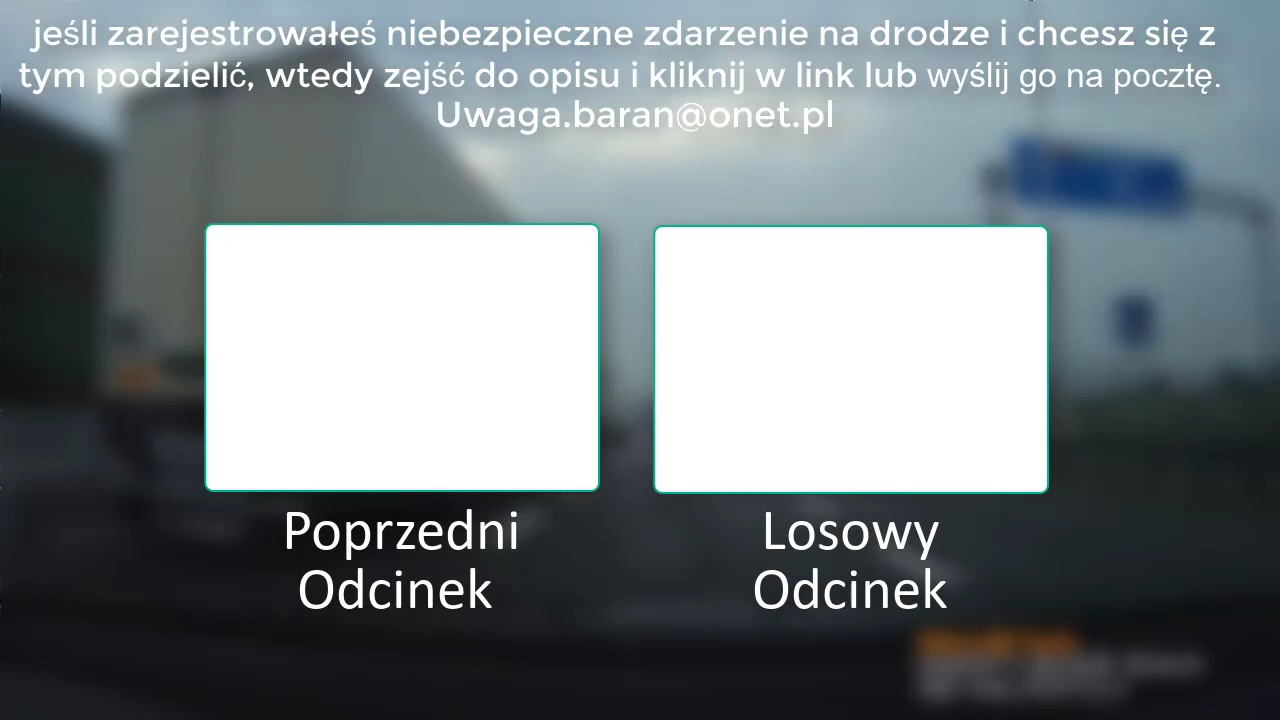 jeśli zarejestrowałeś niebezpieczne zdarzenie na drodze i chcesz się z
tym podzielić, wtedy zejść do opisu i kliknij w link lub wyślij go na pocztę.
Uwaga.baran@onet.pl
Poprzedni
Odcinek
Losowy
Odcinek